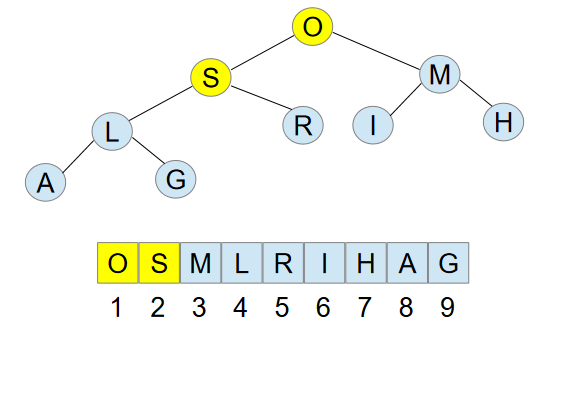 O
S M
L R I H
A G
O S M L R I H A G
1 2 3 4 5 6 7 8 9